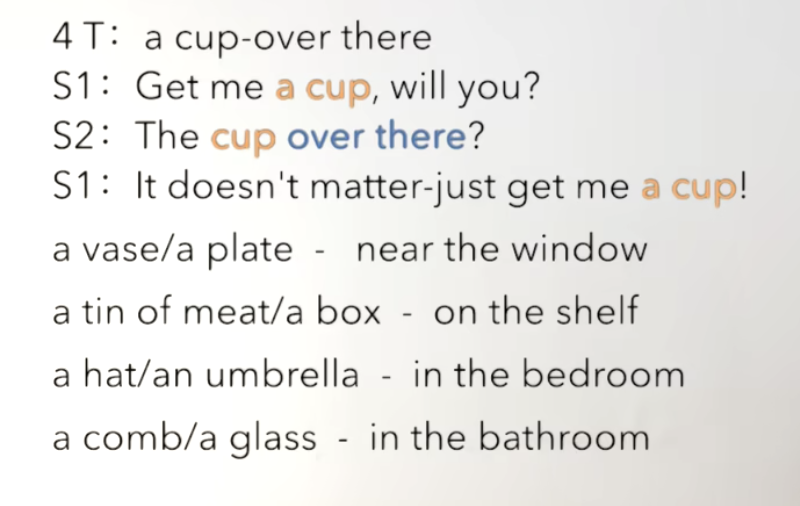 4 T: a cup-over there
S1: Get me a cup, will you?
S2: The cup over there?
S1: It doesn't matter-just get me a cup!
a vase/a plate - near the window
a tin of meat/a box - on the shelf
a hat/an umbrella - in the bedroom
a comb/a glass - in the bathroom